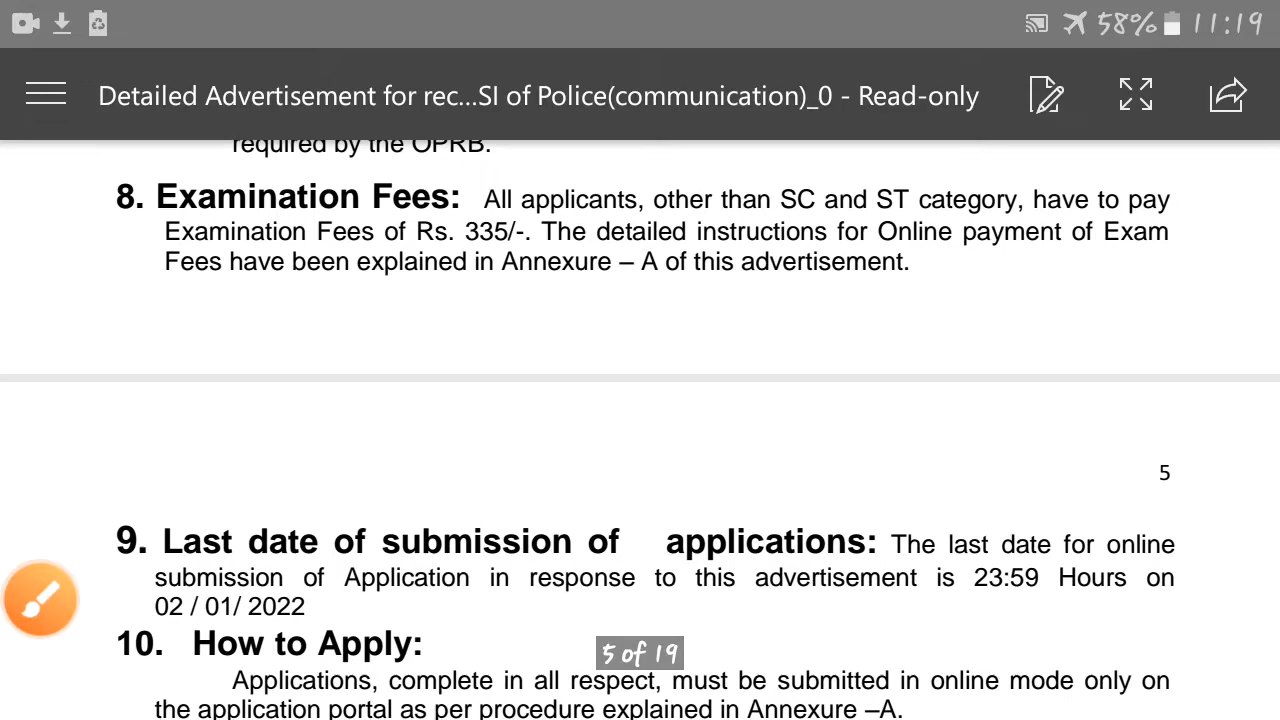 58% 11:19
Detailed Advertisement for rec...SI of Police(communication)_0 - Read-only
required by the OPRB.
8. Examination Fees: All applicants, other than SC and ST category, have to pay
Examination Fees of Rs. 335/-. The detailed instructions for Online payment of Exam
Fees have been explained in Annexure – A of this advertisement.
5
9. Last date of submission of applications: The last date for online
submission of Application in response to this advertisement is 23:59 Hours on
02 / 01/ 2022
10. How to Apply:
5 of 19
Applications, complete in all respect, must be submitted in online mode only on
the application portal as per procedure explained in Annexure –A.